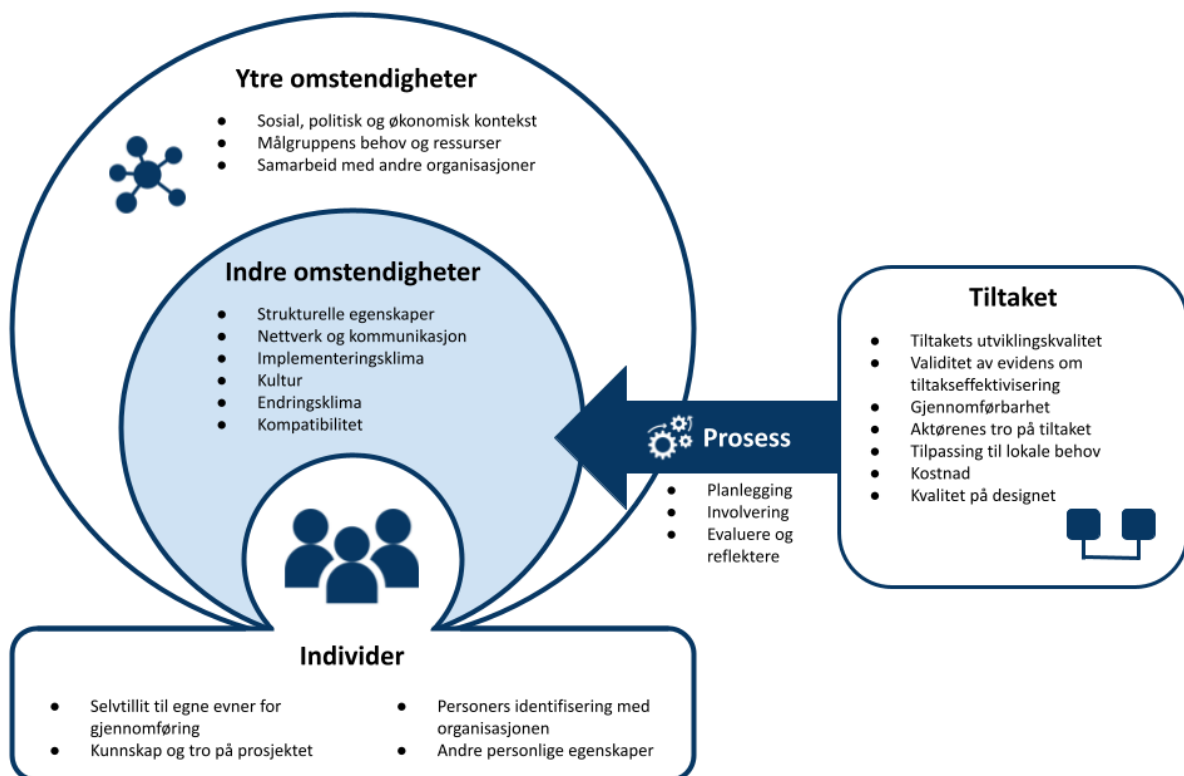 Ytre omstendigheter
● Sosial, politisk og økonomisk kontekst
● Målgruppens behov og ressurser
● Samarbeid med andre organisasjoner
Indre omstendigheter
● Strukturelle egenskaper
● Nettverk og kommunikasjon
● Implementeringsklima
● Kultur
● Endringsklima
● Kompatibilitet
Prosess
● Planlegging
● Involvering
● Evaluere og
reflektere
Tiltaket
● Tiltakets utviklingskvalitet
● Validitet av evidens om
tiltakseffektivisering
● Gjennomførbarhet
● Aktørenes tro på tiltaket
● Tilpassing til lokale behov
● Kostnad
● Kvalitet på designet
Individer
● Selvtillit til egne evner for
gjennomføring
● Kunnskap og tro på prosjektet
● Personers identifisering med
organisasjonen
● Andre personlige egenskaper